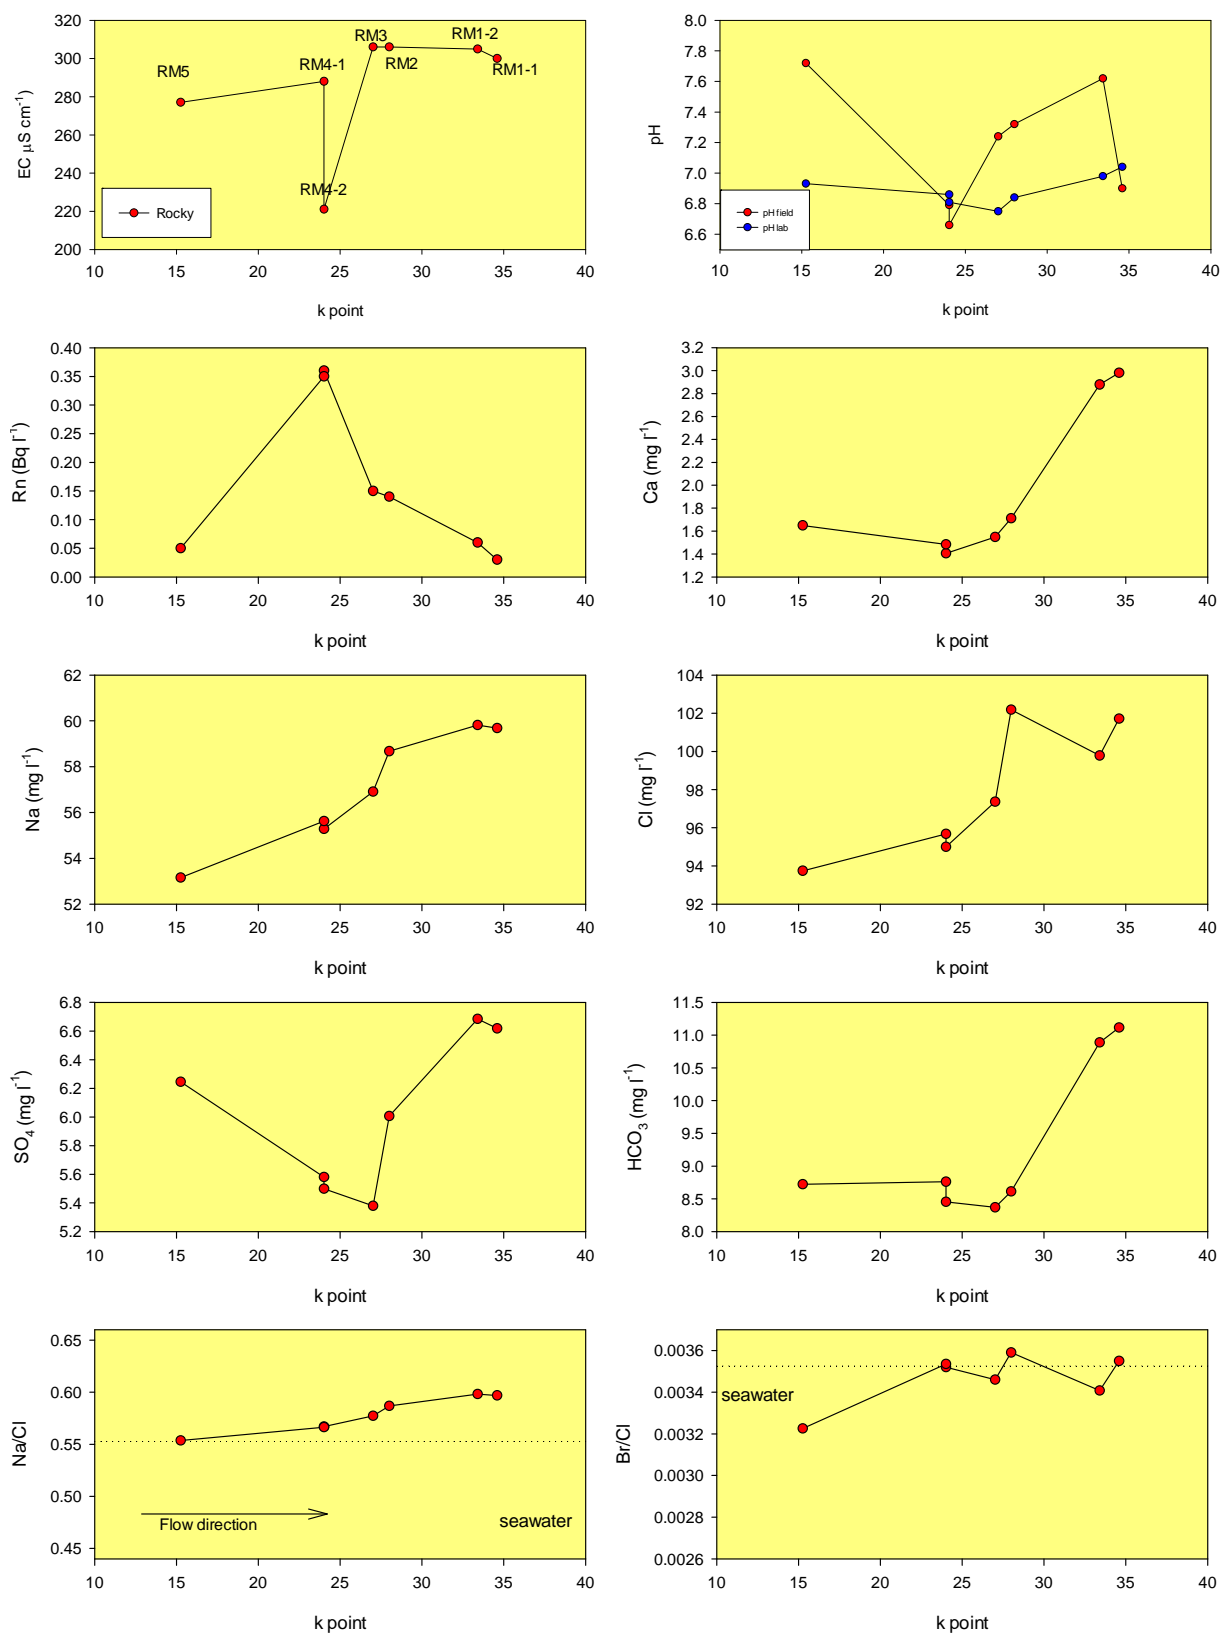 320
300
280
260
240
220
200
EC μS cm⁻¹)
RM5
RM4-1
RM4-2
RM3
RM2
RM1-2
RM1-1
Rocky
10 15 20 25 30 35 40
k point
8.0
7.8
7.6
7.4
7.2
7.0
6.8
6.6
pH
pH field
pH lab
10 15 20 25 30 35 40
k point
0.40
0.35
0.30
0.25
0.20
0.15
0.10
0.05
0.00
Rn (Bq l⁻¹)
10 15 20 25 30 35 40
k point
3.2
3.0
2.8
2.6
2.4
2.2
2.0
1.8
1.6
1.4
1.2
Ca (mg l⁻¹)
10 15 20 25 30 35 40
k point
62
60
58
56
54
52
Na (mg l⁻¹)
10 15 20 25 30 35 40
k point
104
102
100
98
96
94
92
Cl (mg l⁻¹)
10 15 20 25 30 35 40
k point
6.8
6.6
6.4
6.2
6.0
5.8
5.6
5.4
5.2
SO₄ (mg l⁻¹)
10 15 20 25 30 35 40
k point
11.5
11.0
10.5
10.0
9.5
9.0
8.5
8.0
HCO₃ (mg l⁻¹)
10 15 20 25 30 35 40
k point
0.65
0.60
0.55
0.50
0.45
Na/Cl
Flow direction
seawater
10 15 20 25 30 35 40
k point
0.0036
0.0034
0.0032
0.0030
0.0028
0.0026
Br/Cl
seawater
10 15 20 25 30 35 40
k point